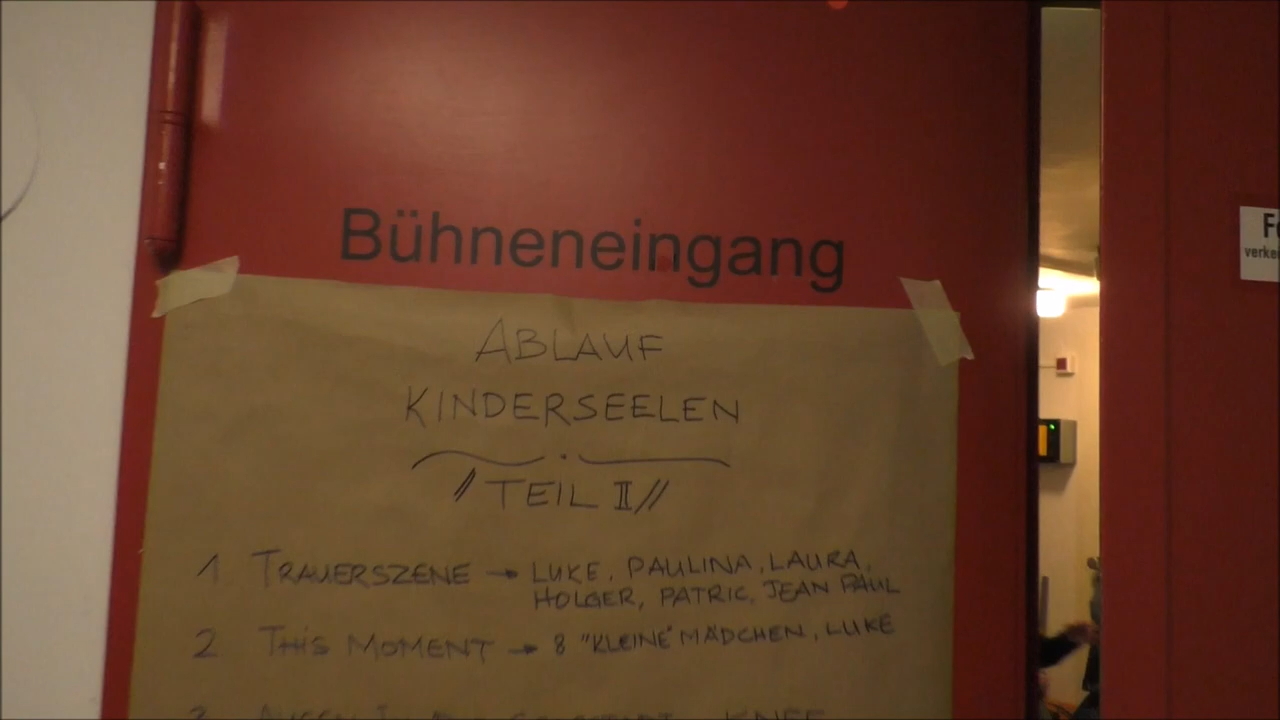 Bühneneingang
ABLAUF
KINDERSEELEN
// TEIL II //
1 TRAUERSZENE → LUKE, PAULINA, LAURA,
HOLGER, PATRIC, JEAN PAUL
2 THIS MOMENT → 8 "KLEINE" MÄDCHEN, LUKE
3